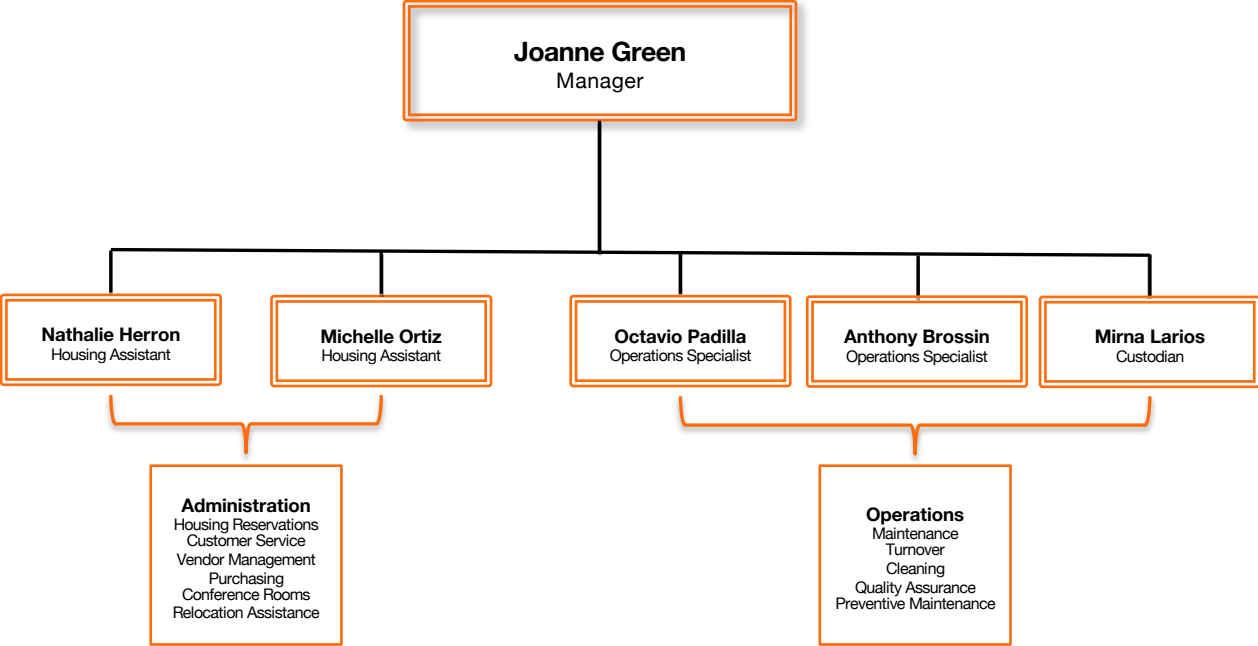 Joanne Green
Manager
Nathalie Herron
Housing Assistant
Michelle Ortiz
Housing Assistant
Octavio Padilla
Operations Specialist
Anthony Brossin
Operations Specialist
Mirna Larios
Custodian
Administration
Housing Reservations
Customer Service
Vendor Management
Purchasing
Conference Rooms
Relocation Assistance
Operations
Maintenance
Turnover
Cleaning
Quality Assurance
Preventive Maintenance